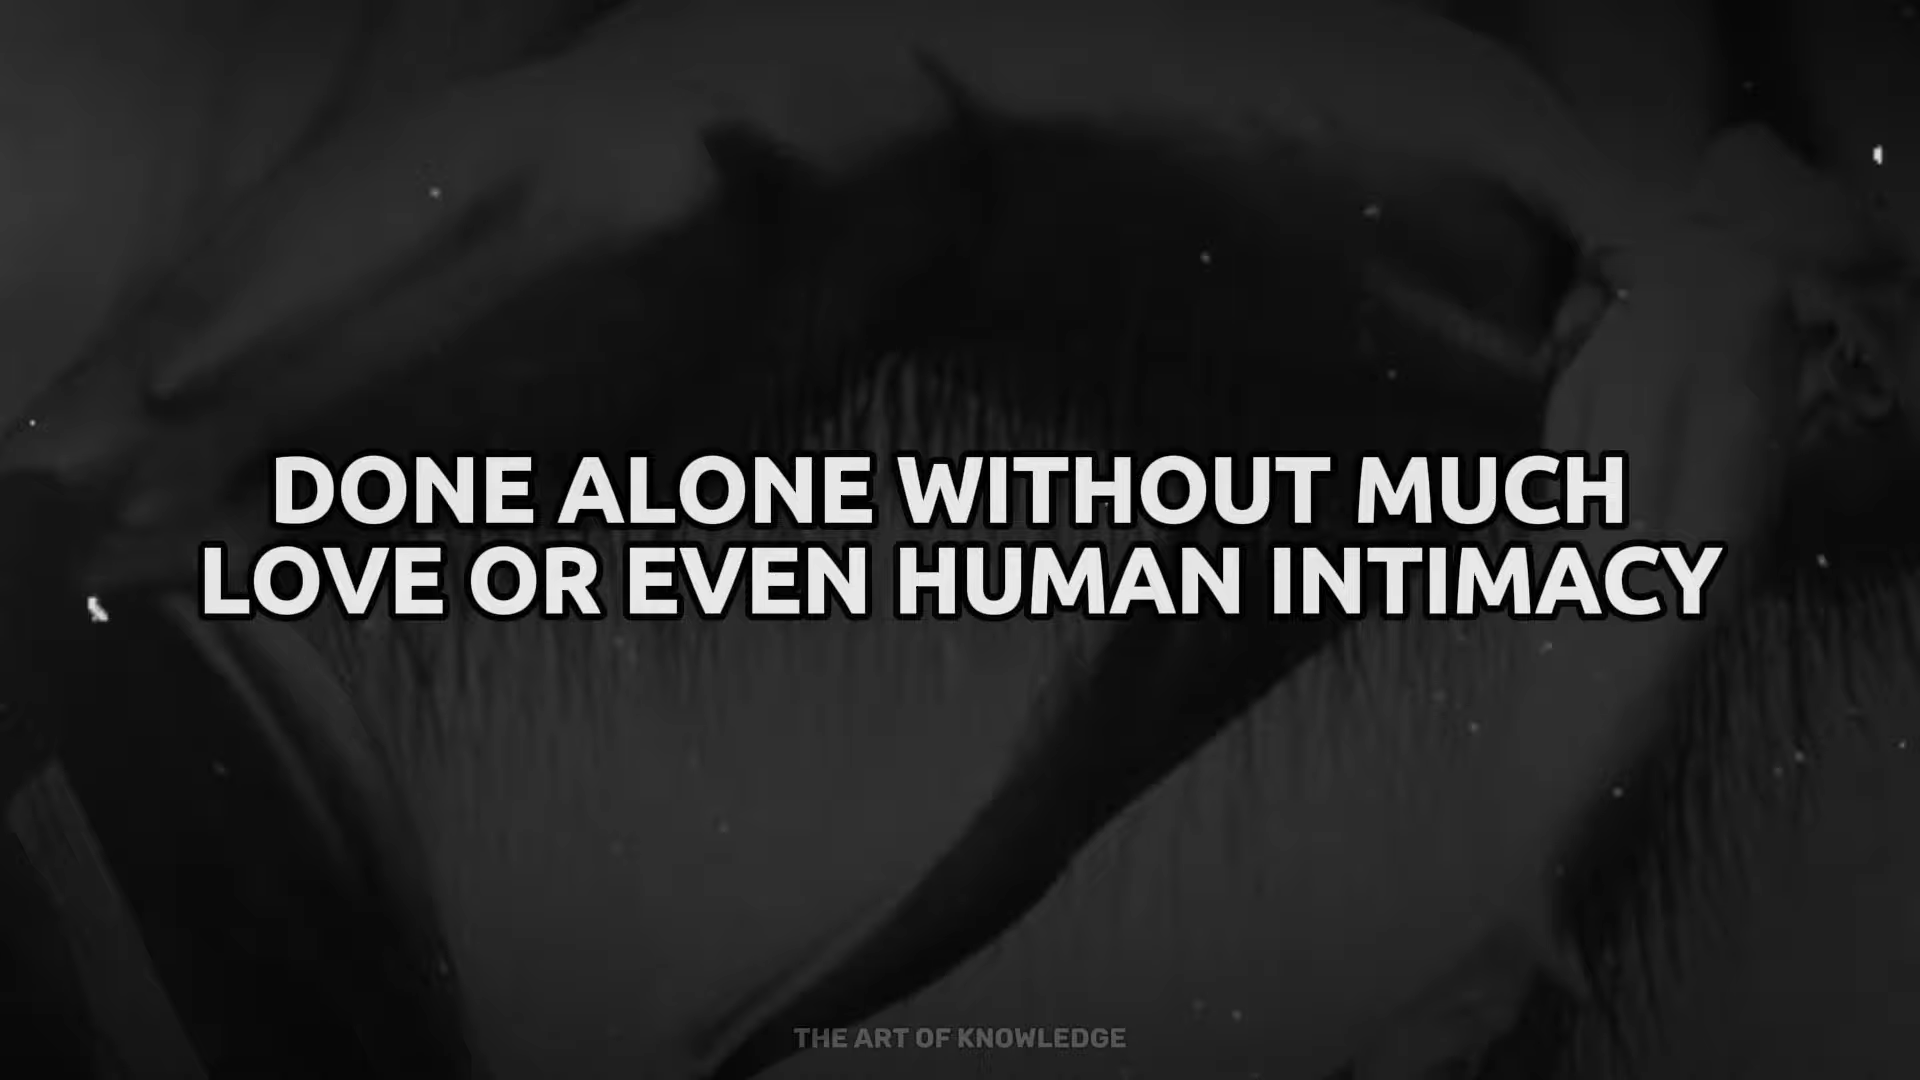 DONE ALONE WITHOUT MUCH
LOVE OR EVEN HUMAN INTIMACY
THE ART OF KNOWLEDGE